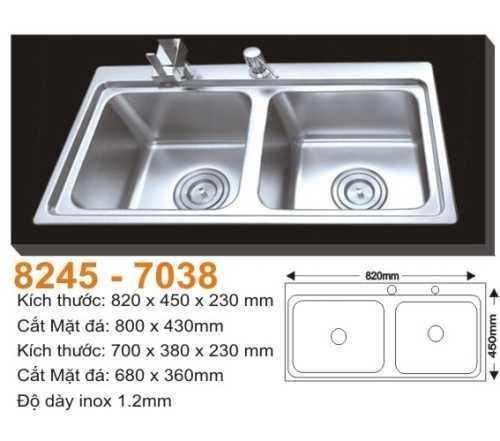 8245 - 7038
Kích thước: 820 x 450 x 230 mm
Cắt Mặt đá: 800 x 430mm
Kích thước: 700 x 380 x 230 mm
Cắt Mặt đá: 680 x 360mm
Độ dày inox 1.2mm
820mm
450mm